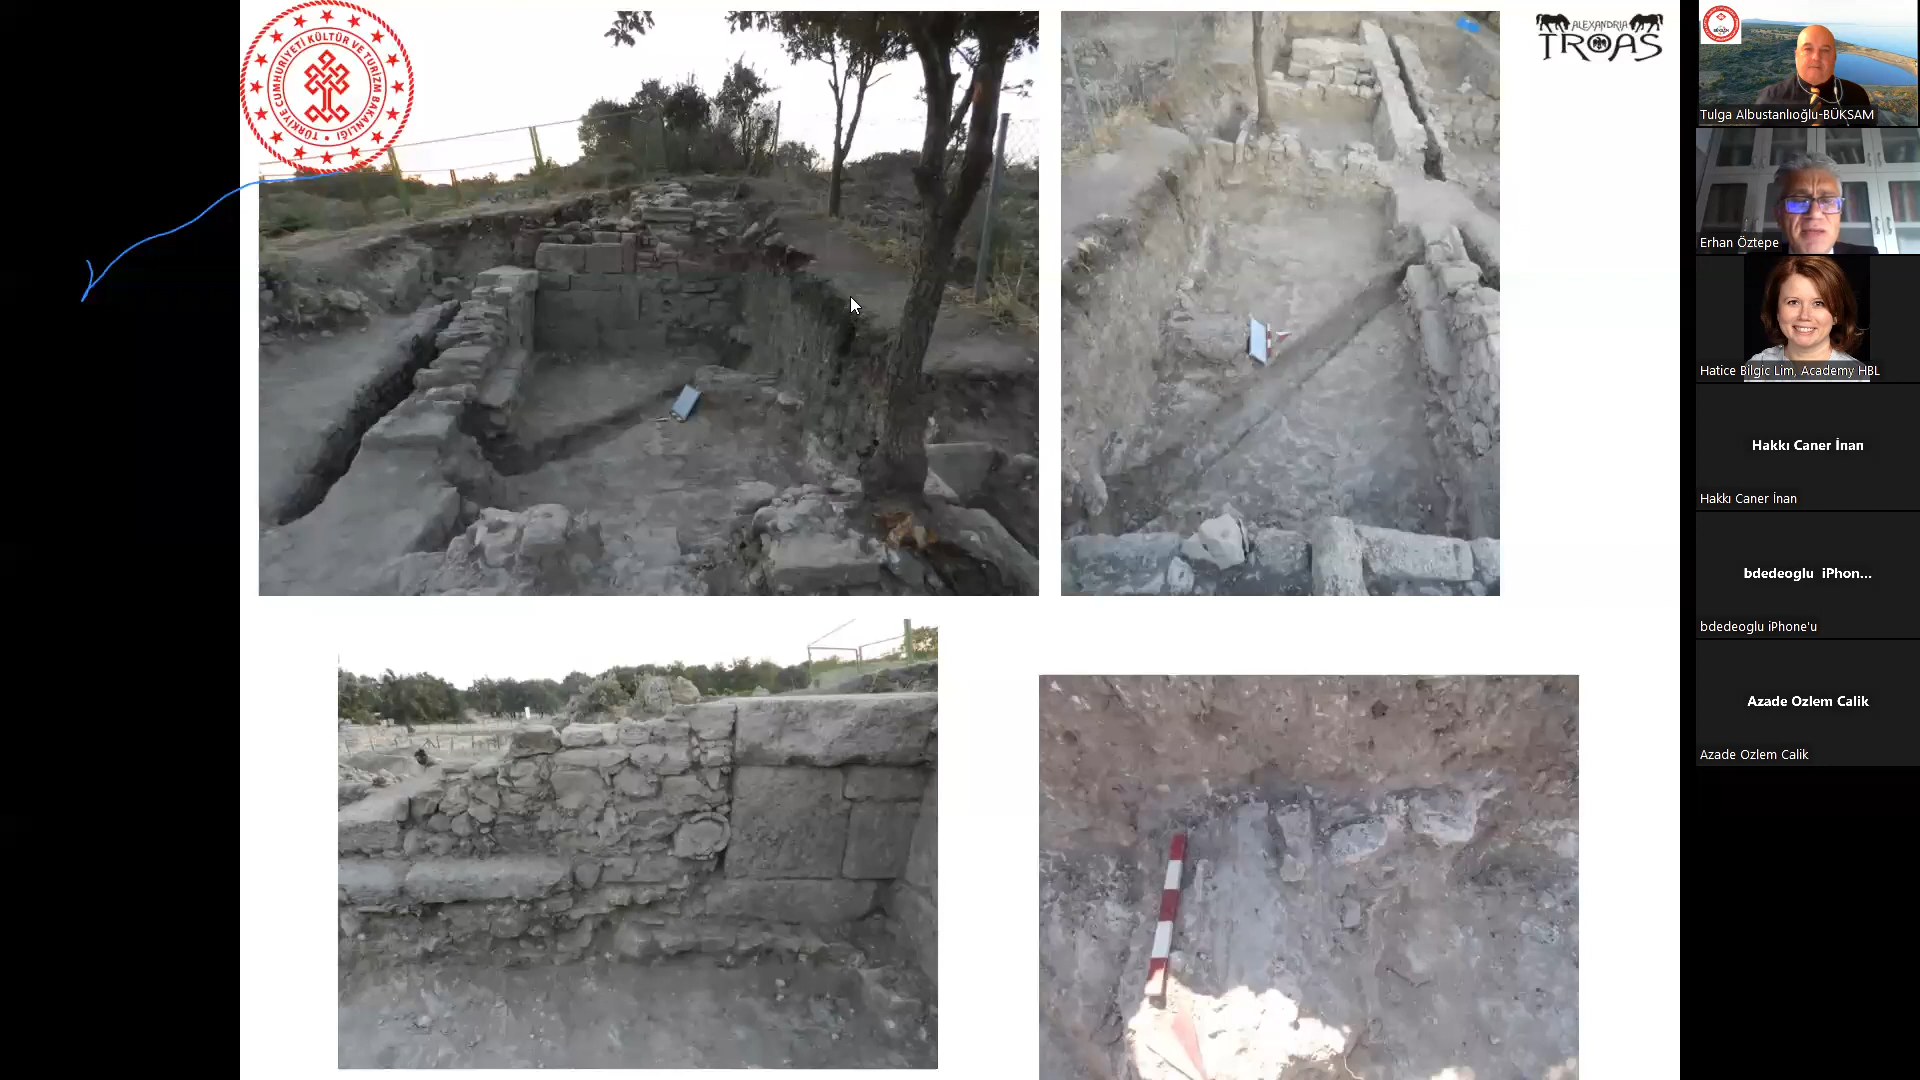 TÜRKİYE CUMHURİYETİ KÜLTÜR VE TURİZM BAKANLIĞI
ALEXANDRIA
TROAS
Tulga Albustanlıoğlu-BÜKSAM
Erhan Öztepe
Hatice Bilgic Lim, Academy HBL
Hakkı Caner İnan
Hakkı Caner İnan
bdedeoglu iPhon...
bdedeoglu iPhone'u
Azade Ozlem Calik
Azade Ozlem Calik